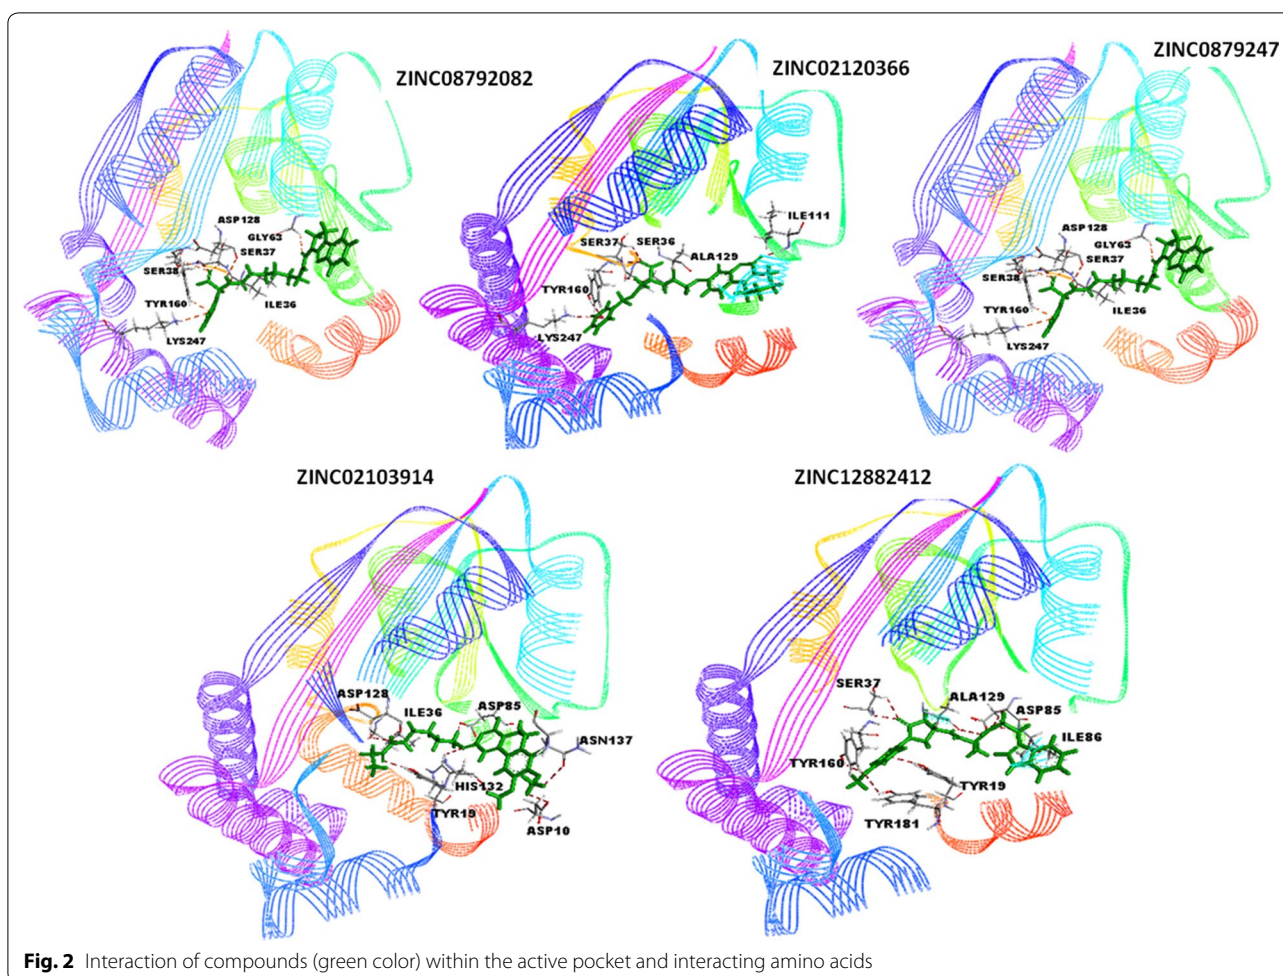 ZINC08792082
ASP128
GLY63
SER37
SER38
TYR160
ILE36
LYS247
ZINC02120366
ILE111
SER37
SER36
ALA129
TYR160
LYS247
ZINC0879247
ASP128
GLY63
SER37
SER38
TYR160
ILE36
LYS247
ZINC02103914
ASP128
ILE36
ASP85
ASN137
HIS132
TYR19
ASP10
ZINC12882412
SER37
ALA129
ASP85
ILE86
TYR160
TYR19
TYR181
Fig. 2 Interaction of compounds (green color) within the active pocket and interacting amino acids